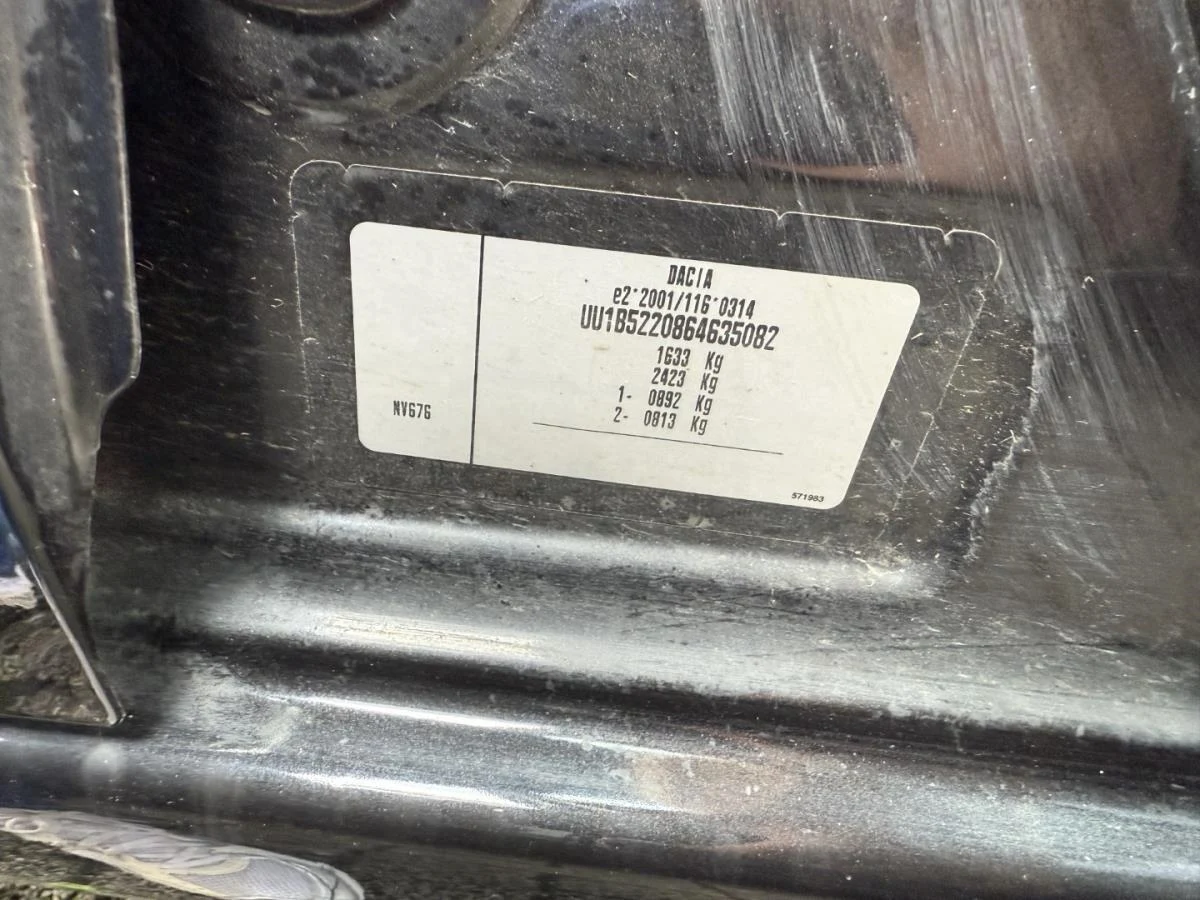 DACIA
e2*2001/116*0314
UU1B5220864635082
1633 Kg
2423 Kg
1- 0892 Kg
2- 0813 Kg
NV676
571983